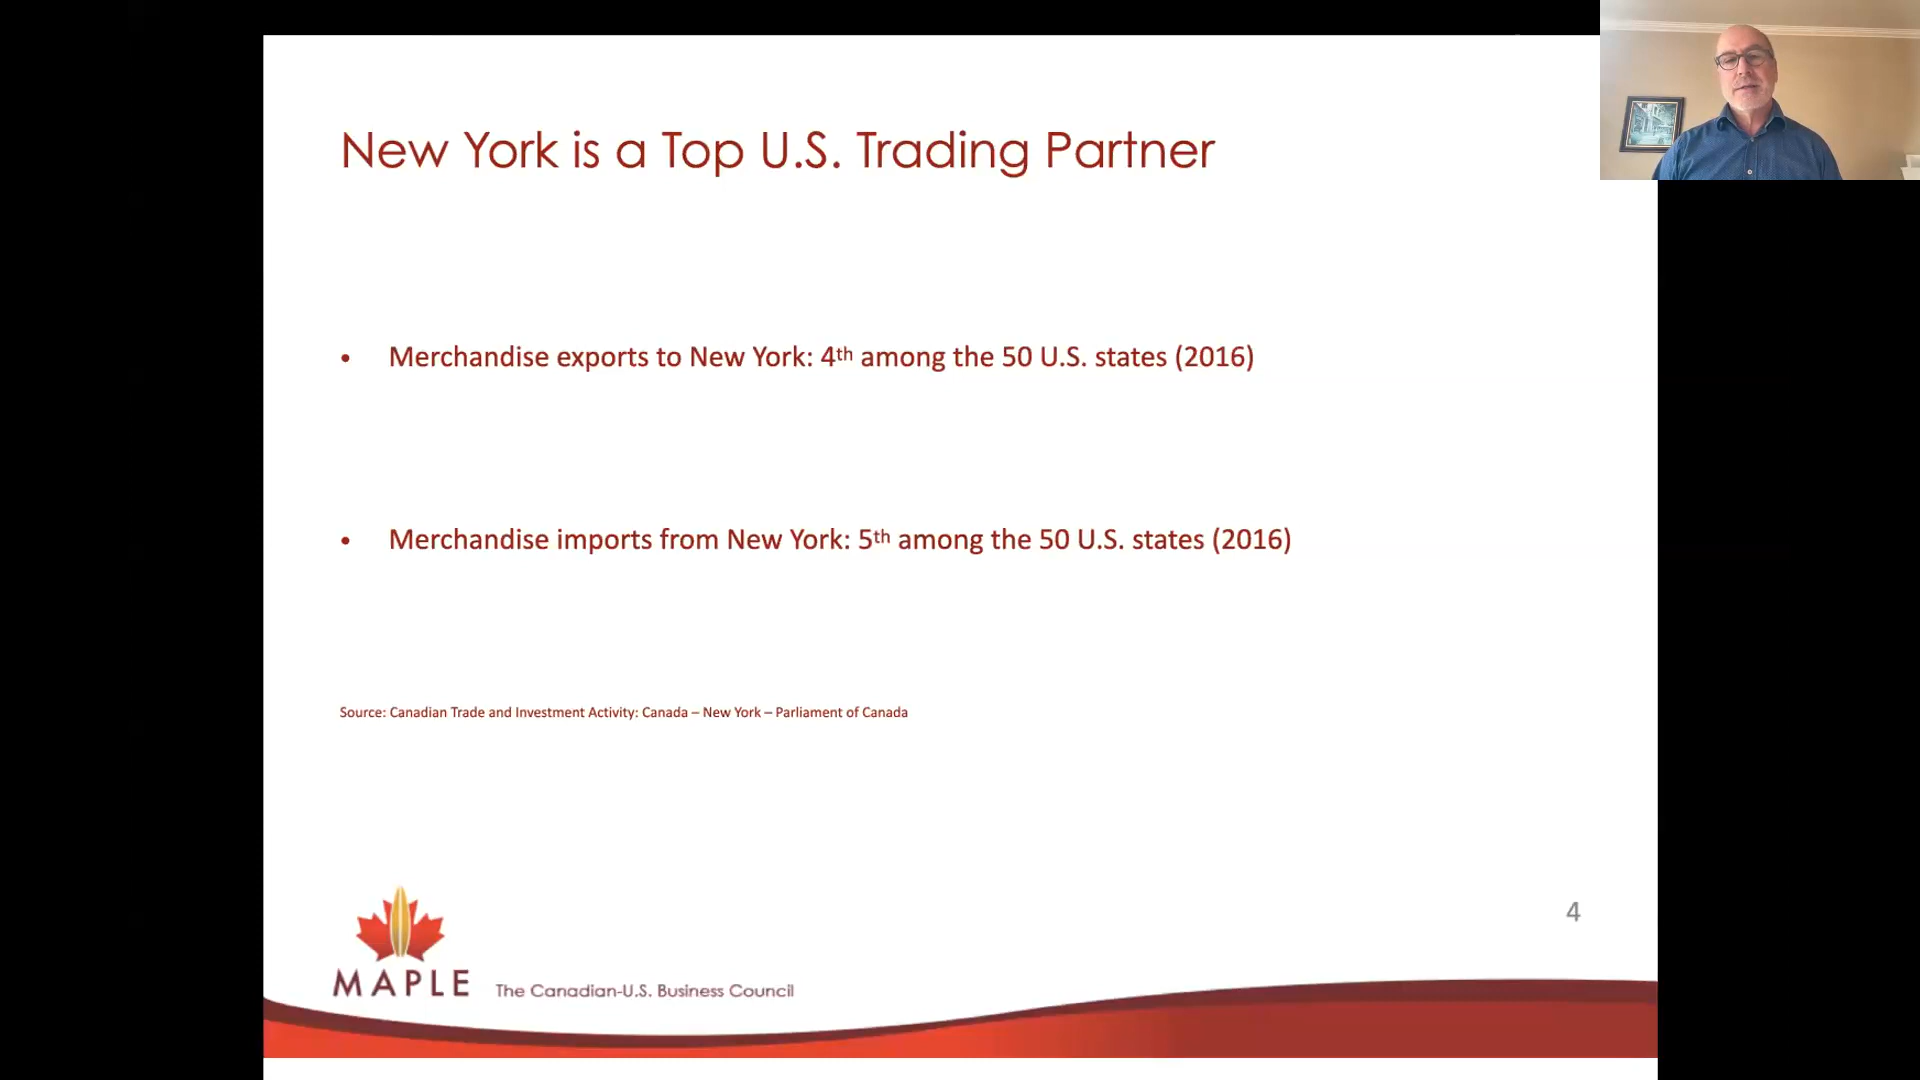 New York is a Top U.S. Trading Partner
• Merchandise exports to New York: 4th among the 50 U.S. states (2016)
• Merchandise imports from New York: 5th among the 50 U.S. states (2016)
Source: Canadian Trade and Investment Activity: Canada – New York – Parliament of Canada
4
MAPLE The Canadian-U.S. Business Council